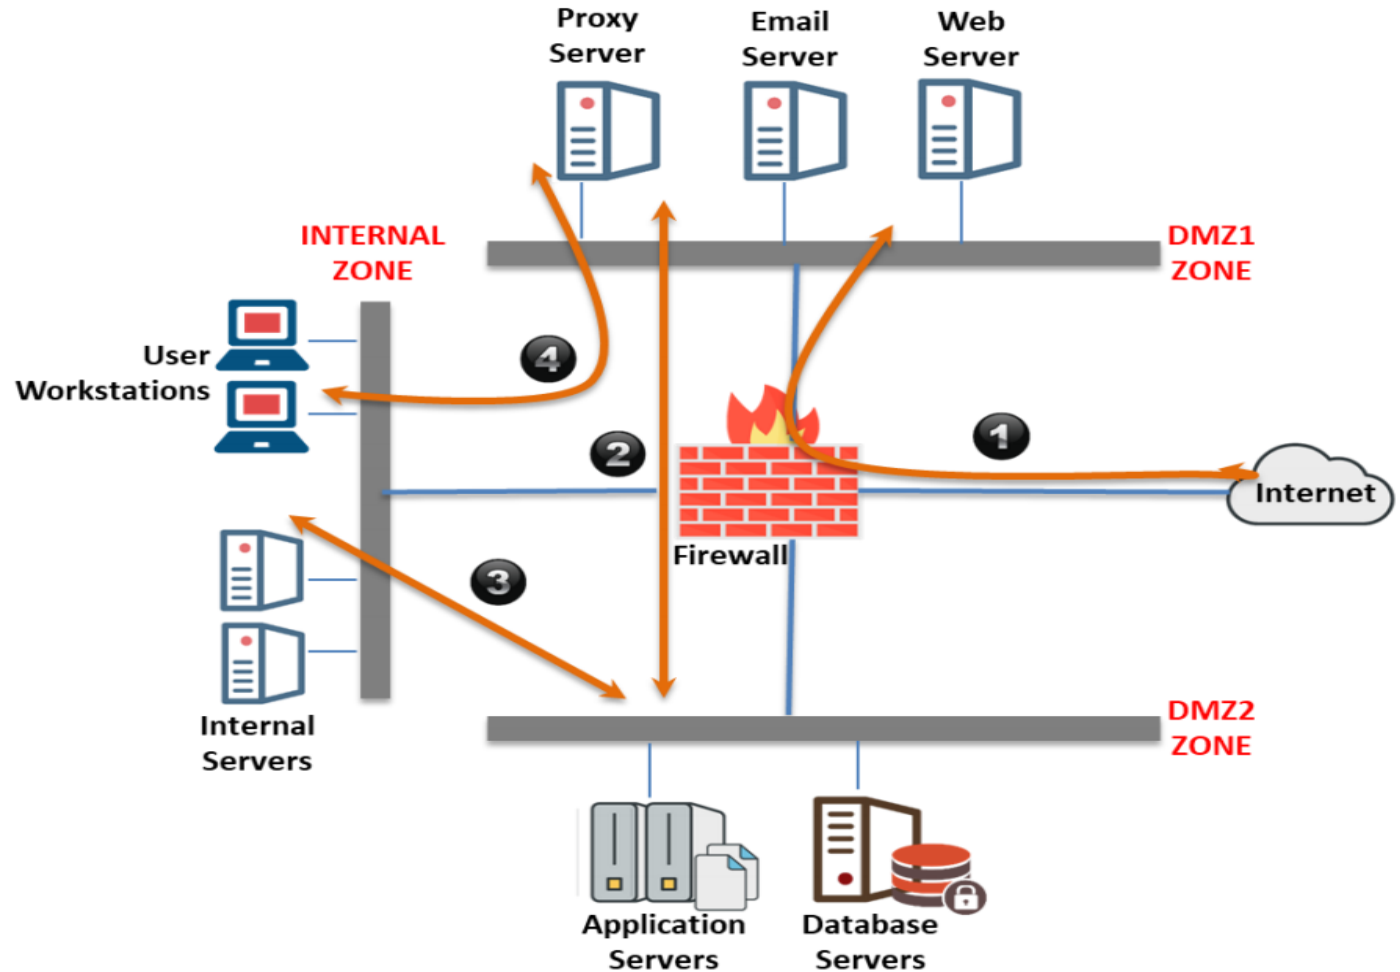 Proxy
Server
Email
Server
Web
Server
INTERNAL
ZONE
DMZ1
ZONE
User
Workstations
4
2
1
Internet
Firewall
3
Internal
Servers
DMZ2
ZONE
Application
Servers
Database
Servers